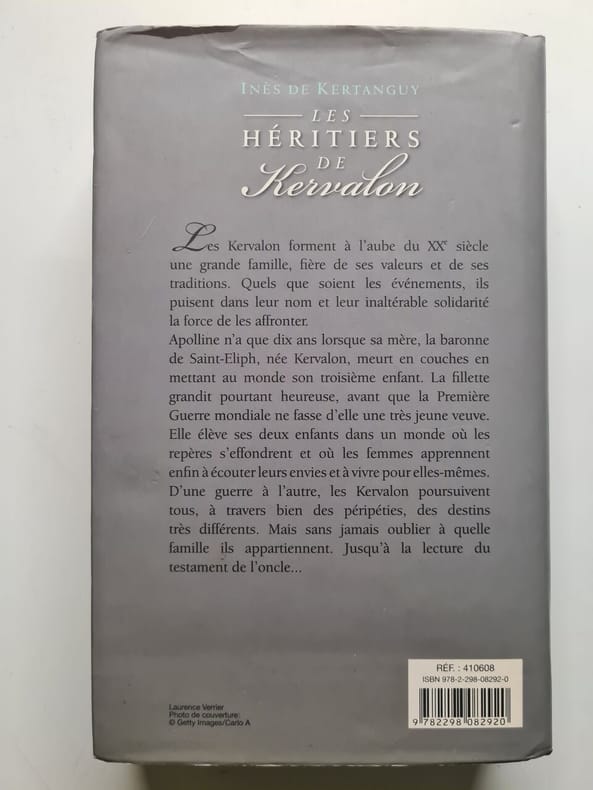 INÈS DE KERTANGUY
LES
HÉRITIERS
DE
Kervalon
Les Kervalon forment à l'aube du XXe siècle
une grande famille, fière de ses valeurs et de ses
traditions. Quels que soient les événements, ils
puisent dans leur nom et leur inaltérable solidarité
la force de les affronter.
Apolline n'a que dix ans lorsque sa mère, la baronne
de Saint-Eliph, née Kervalon, meurt en couches en
mettant au monde son troisième enfant. La fillette
grandit pourtant heureuse, avant que la Première
Guerre mondiale ne fasse d'elle une très jeune veuve.
Elle élève ses deux enfants dans un monde où les
repères s'effondrent et où les femmes apprennent
enfin à écouter leurs envies et à vivre pour elles-mêmes.
D'une guerre à l'autre, les Kervalon poursuivent
tous, à travers bien des péripéties, des destins
très différents. Mais sans jamais oublier à quelle
famille ils appartiennent. Jusqu'à la lecture du
testament de l'oncle...
RÉF. : 410608
ISBN 978-2-298-08292-0
9 782298 082920
Laurence Verrier
Photo de couverture:
© Getty Images/Carlo A